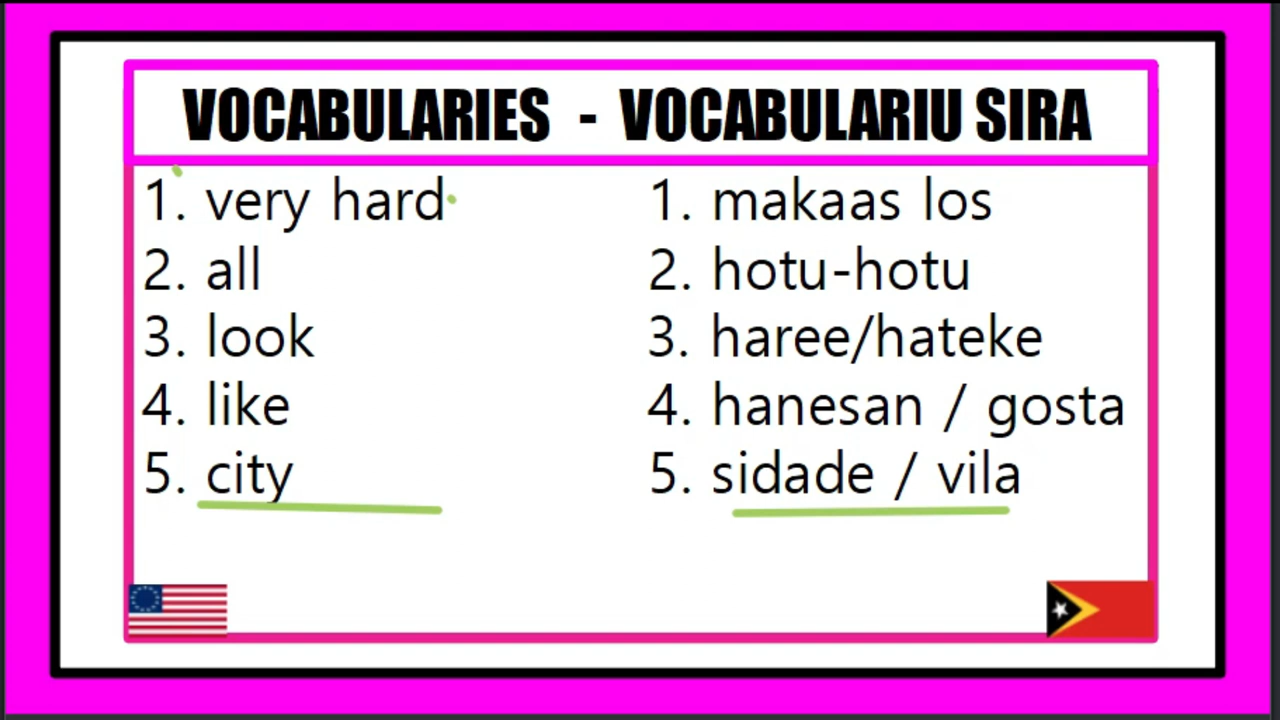 VOCABULARIES - VOCABULARIU SIRA
1. very hard
2. all
3. look
4. like
5. city
1. makaas los
2. hotu-hotu
3. haree/hateke
4. hanesan / gosta
5. sidade / vila